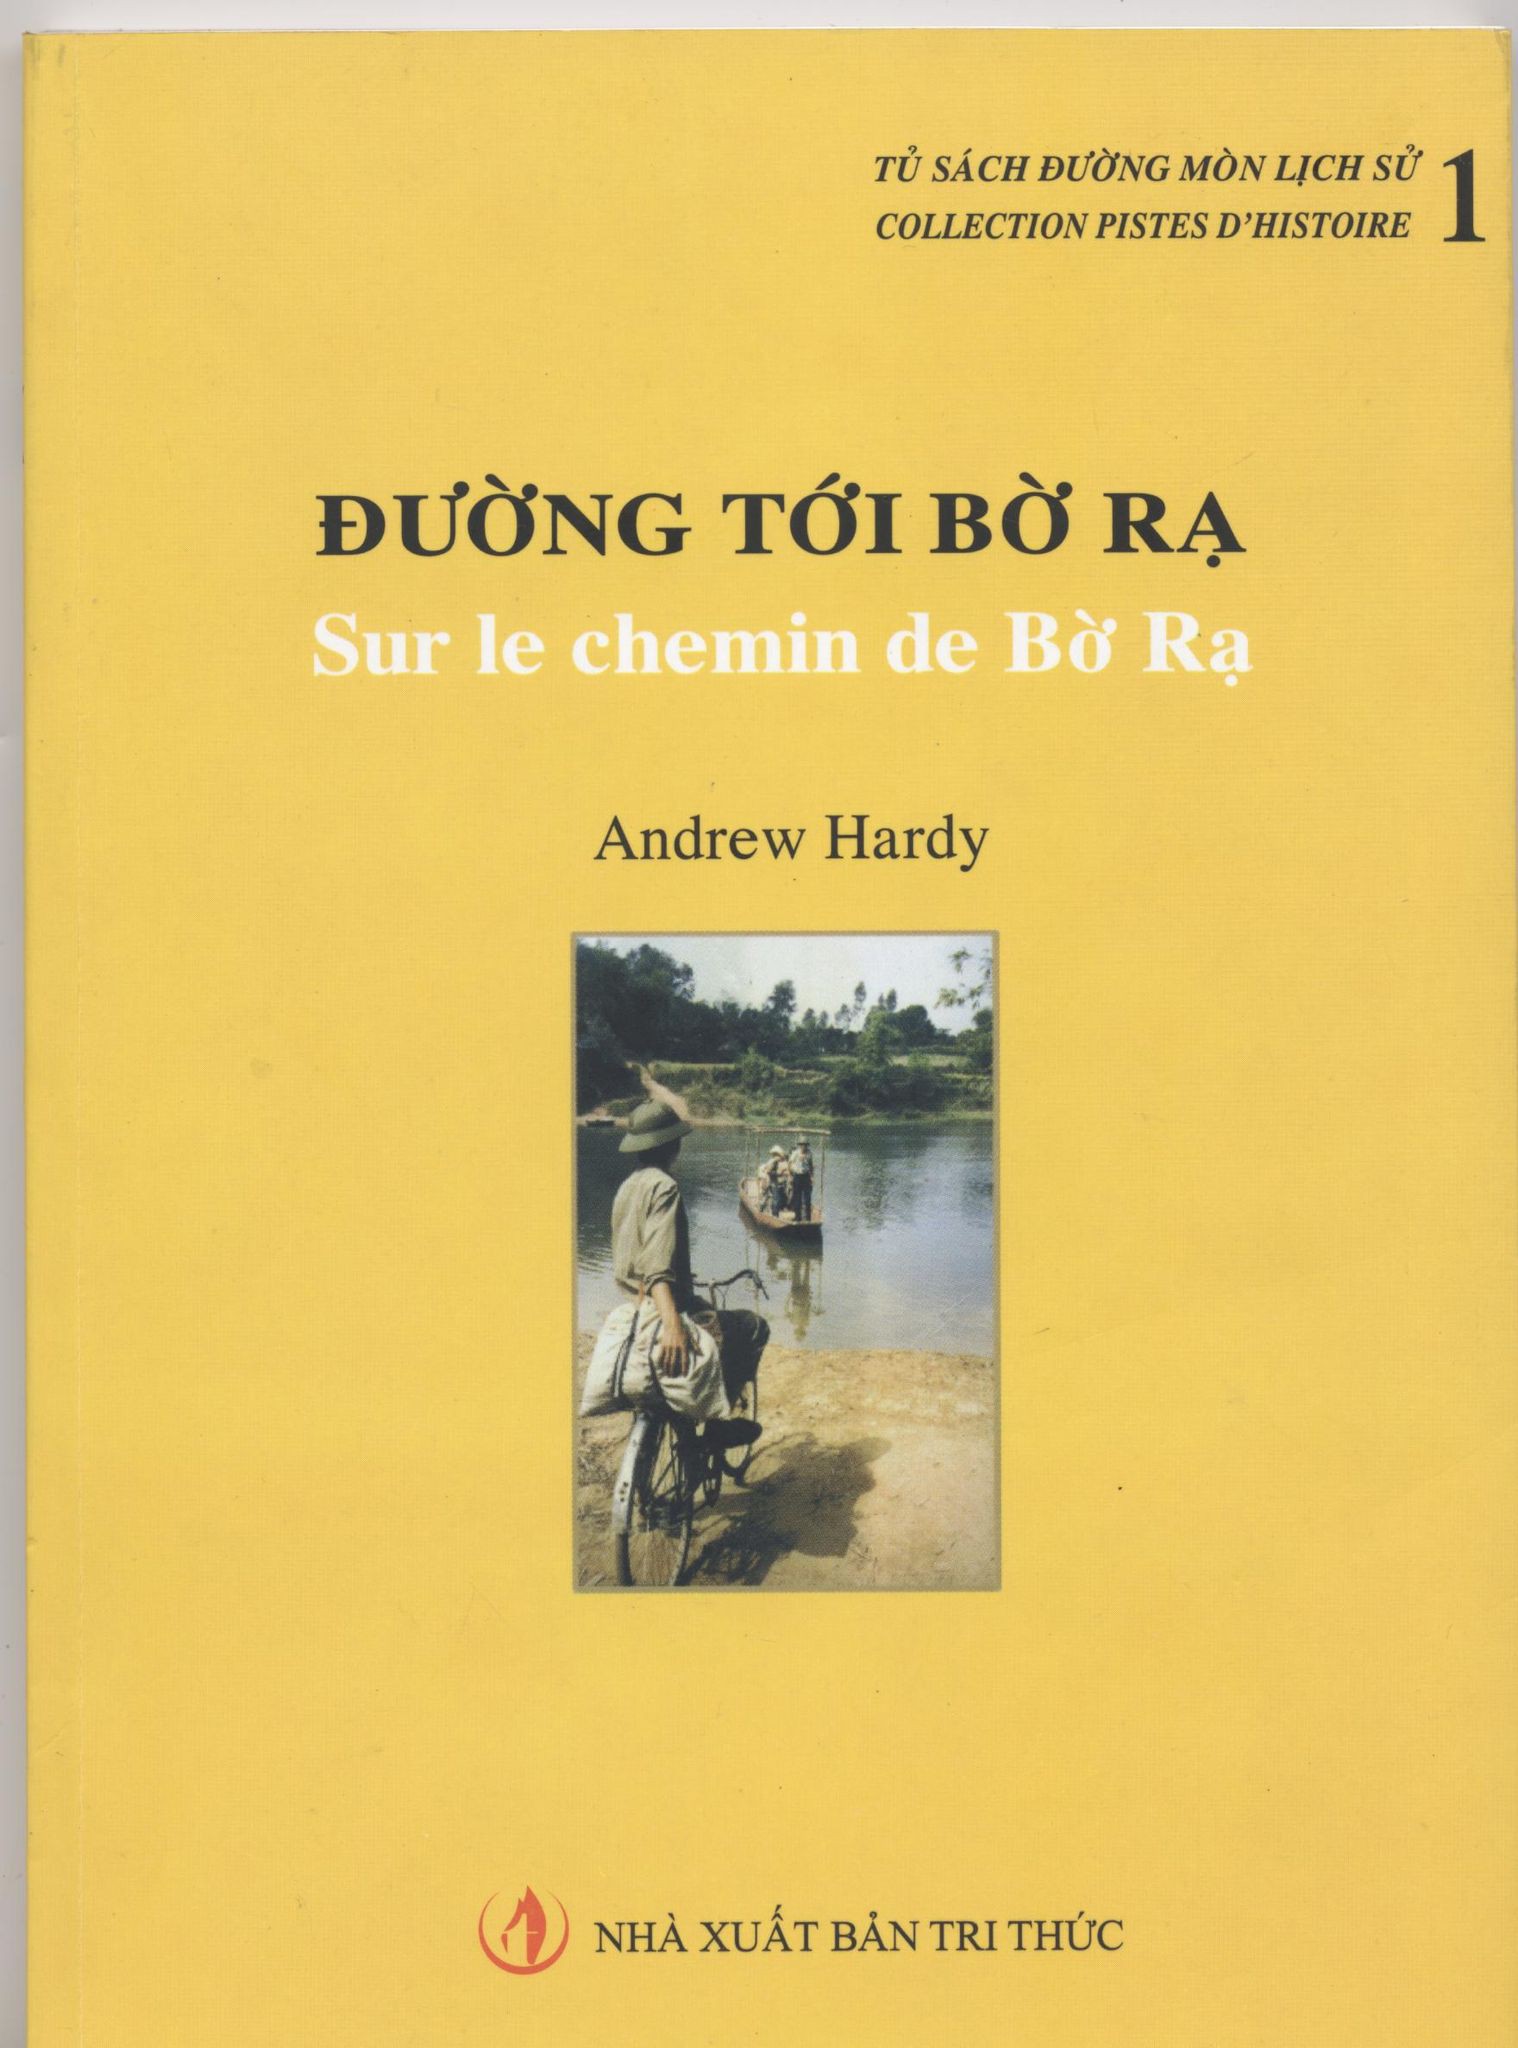 TỦ SÁCH ĐƯỜNG MÒN LỊCH SỬ 1
COLLECTION PISTES D'HISTOIRE
ĐƯỜNG TỚI BỜ RẠ
Sur le chemin de Bờ Rạ
Andrew Hardy
NHÀ XUẤT BẢN TRI THỨC